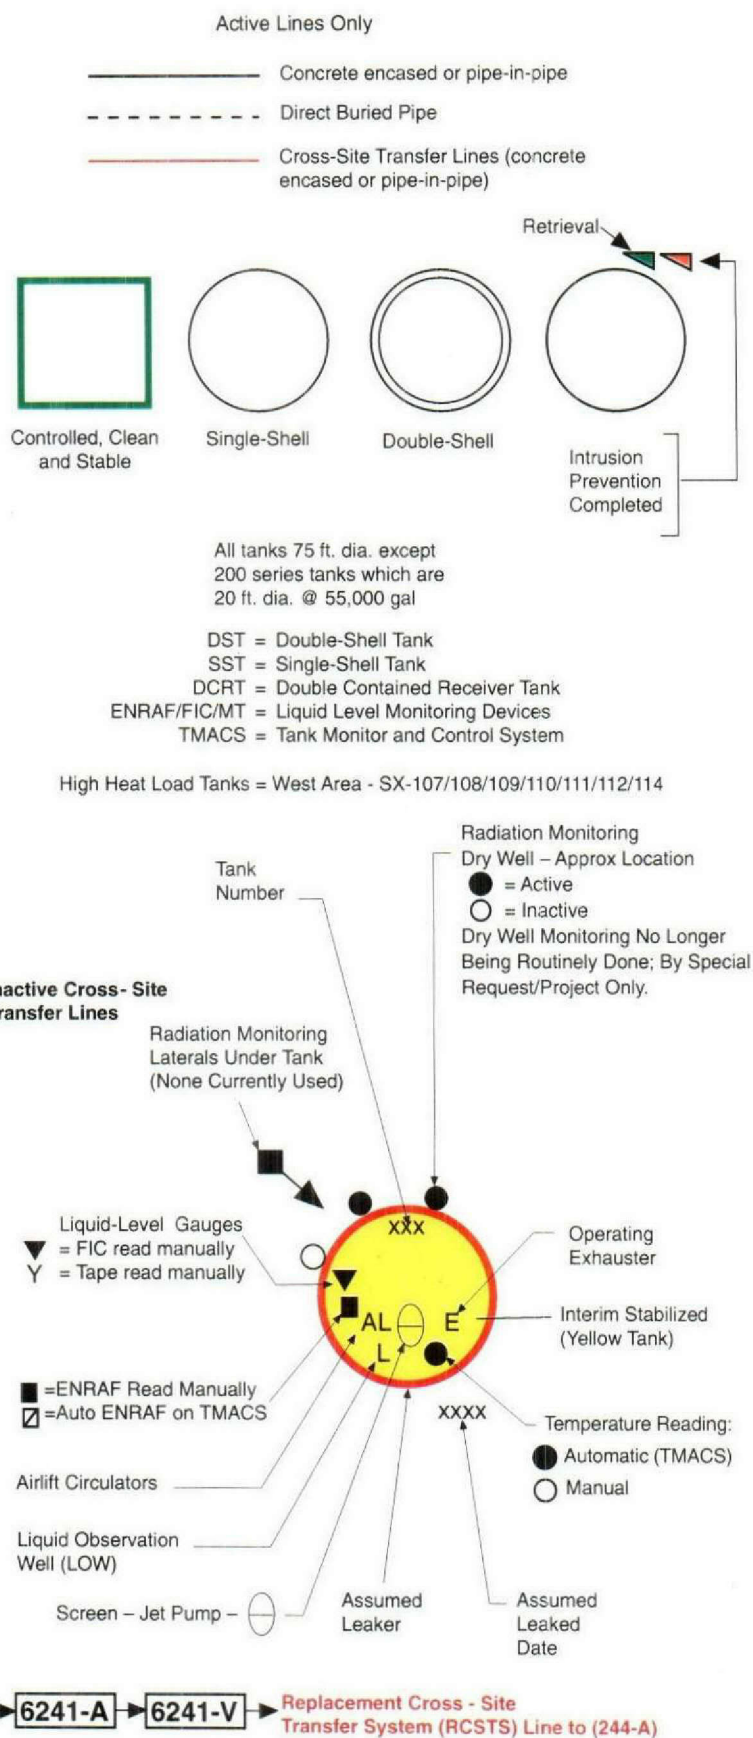 Active Lines Only
Concrete encased or pipe-in-pipe
Direct Buried Pipe
Cross-Site Transfer Lines (concrete
encased or pipe-in-pipe)
Retrieval
Controlled, Clean
and Stable
Single-Shell
Double-Shell
Intrusion
Prevention
Completed
All tanks 75 ft. dia. except
200 series tanks which are
20 ft. dia. @ 55,000 gal
DST = Double-Shell Tank
SST = Single-Shell Tank
DCRT = Double Contained Receiver Tank
ENRAF/FIC/MT = Liquid Level Monitoring Devices
TMACS = Tank Monitor and Control System
High Heat Load Tanks = West Area - SX-107/108/109/110/111/112/114
Radiation Monitoring
Dry Well – Approx Location
= Active
= Inactive
Dry Well Monitoring No Longer
Being Routinely Done; By Special
Request/Project Only.
Tank
Number
nactive Cross- Site
ransfer Lines
Radiation Monitoring
Laterals Under Tank
(None Currently Used)
Liquid-Level Gauges
= FIC read manually
Y = Tape read manually
xxx
Operating
Exhauster
AL
E
L
Interim Stabilized
(Yellow Tank)
=ENRAF Read Manually
=Auto ENRAF on TMACS
xxxx
Temperature Reading:
Automatic (TMACS)
Manual
Airlift Circulators
Liquid Observation
Well (LOW)
Screen – Jet Pump –
Assumed
Leaker
Assumed
Leaked
Date
6241-A
6241-V
Replacement Cross - Site
Transfer System (RCSTS) Line to (244-A)